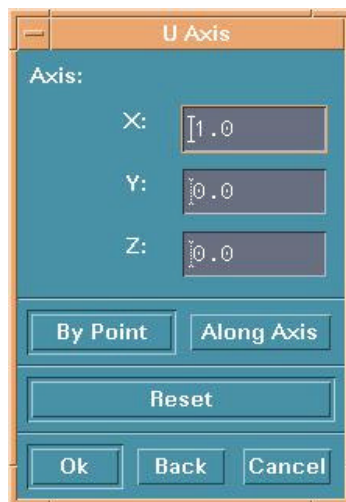 U Axis
Axis:
X: 1.0
Y: 0.0
Z: 0.0
By Point Along Axis
Reset
Ok Back Cancel